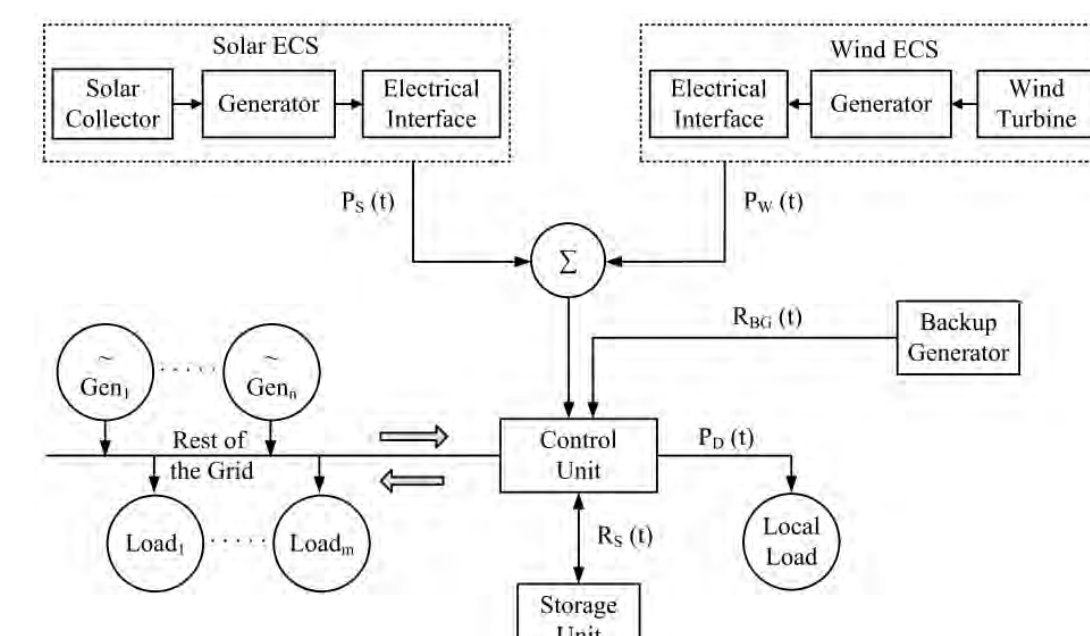 Solar ECS
Solar
Collector
Generator
Electrical
Interface
Wind ECS
Electrical
Interface
Generator
Wind
Turbine
P_S (t)
P_W (t)
∑
R_BG (t)
Backup
Generator
~
Gen_1
~
Gen_n
Rest of
the Grid
Control
Unit
P_D (t)
Load_1
Load_m
R_S (t)
Local
Load
Storage
Unit